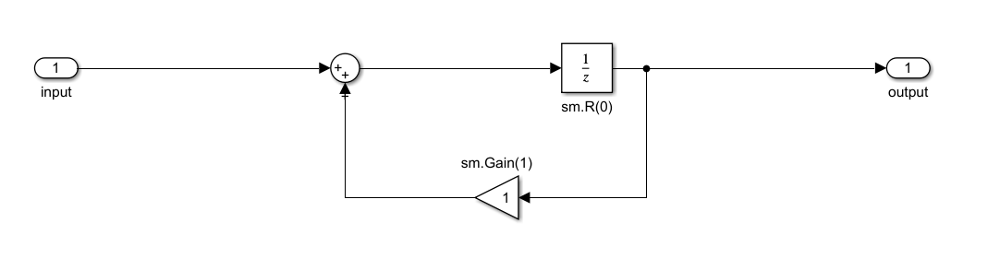 1
input
+
+
1
z
sm.R(0)
1
output
sm.Gain(1)
1